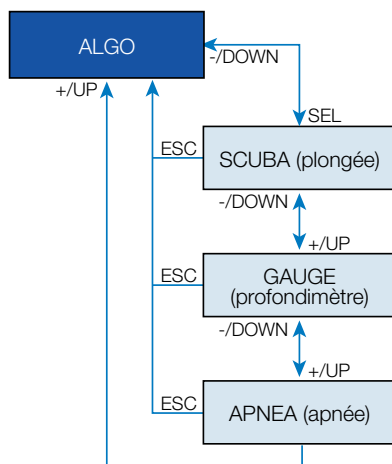 ALGO
-/DOWN
+/UP
SEL
ESC
SCUBA (plongée)
-/DOWN
+/UP
ESC
GAUGE
(profondimètre)
-/DOWN
+/UP
ESC
APNEA (apnée)